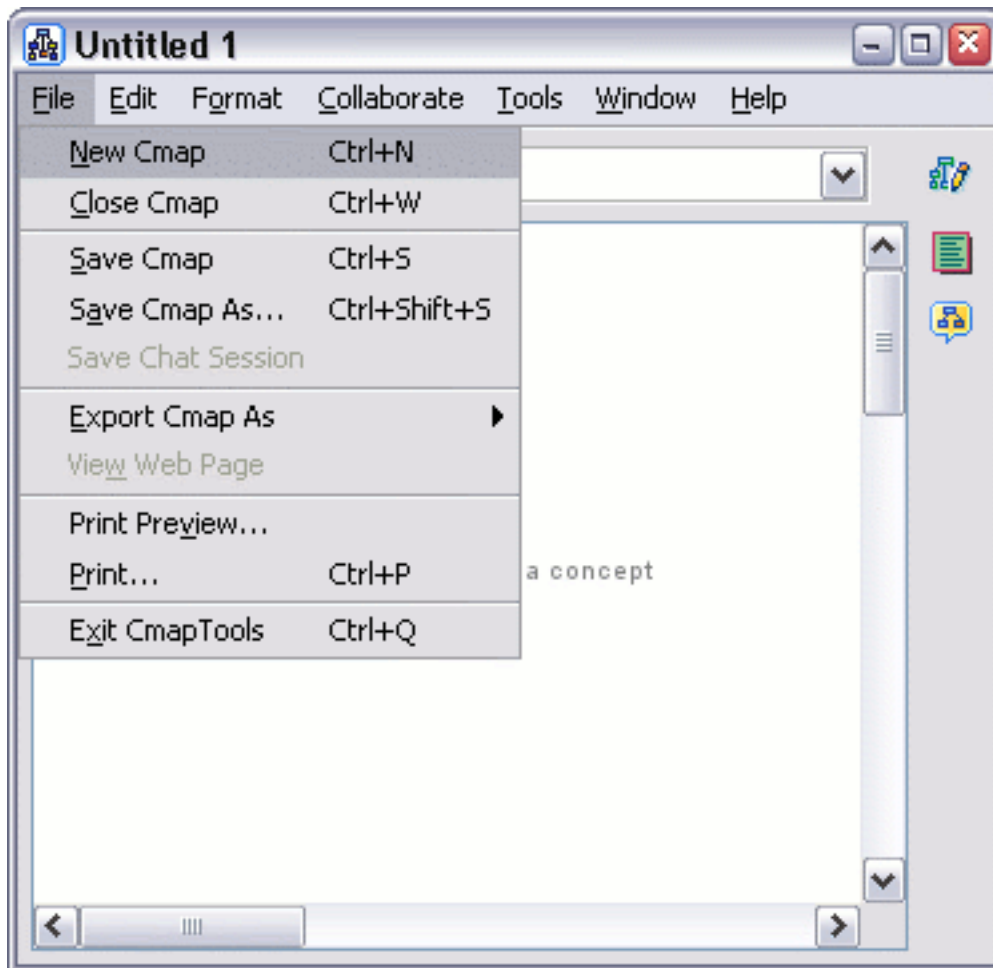 Untitled 1
File Edit Format Collaborate Tools Window Help
New Cmap Ctrl+N
Close Cmap Ctrl+W
Save Cmap Ctrl+S
Save Cmap As... Ctrl+Shift+S
Save Chat Session
Export Cmap As
View Web Page
Print Preview...
Print... Ctrl+P
a concept
Exit CmapTools Ctrl+Q